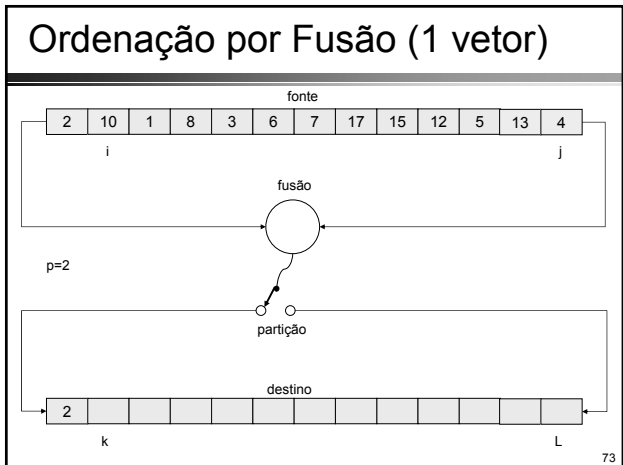 Ordenação por Fusão (1 vetor)
fonte
2 10 1 8 3 6 7 17 15 12 5 13 4
i j
fusão
p=2
partição
destino
2
k L
73